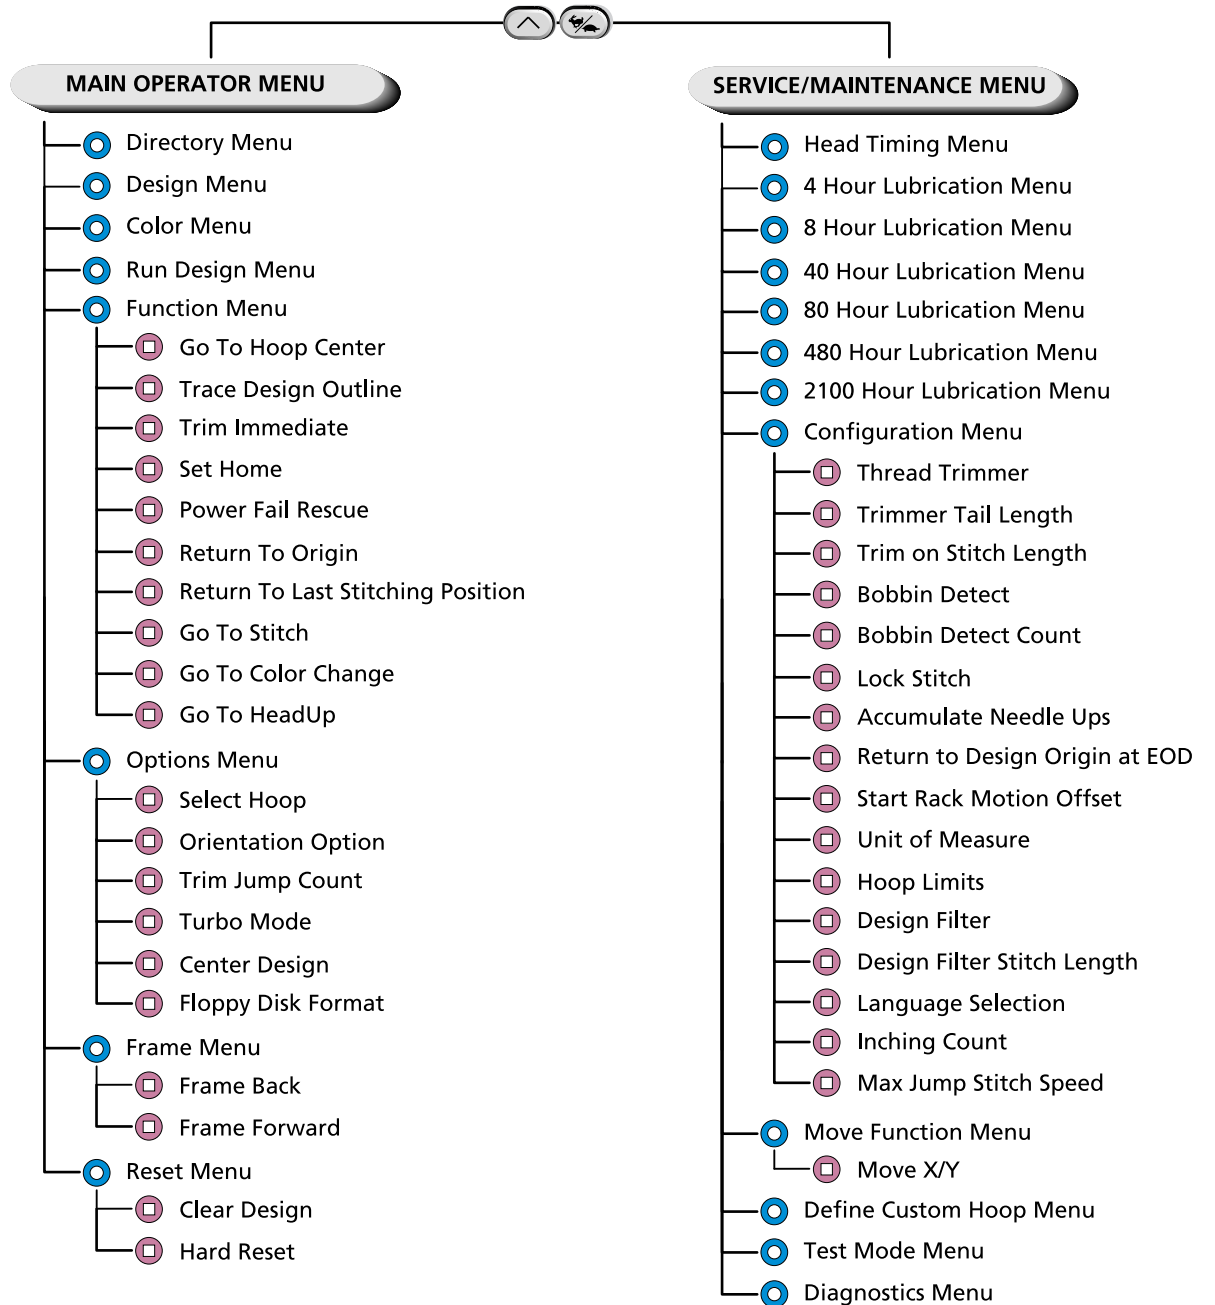 MAIN OPERATOR MENU
Directory Menu
Design Menu
Color Menu
Run Design Menu
Function Menu
Go To Hoop Center
Trace Design Outline
Trim Immediate
Set Home
Power Fail Rescue
Return To Origin
Return To Last Stitching Position
Go To Stitch
Go To Color Change
Go To HeadUp
Options Menu
Select Hoop
Orientation Option
Trim Jump Count
Turbo Mode
Center Design
Floppy Disk Format
Frame Menu
Frame Back
Frame Forward
Reset Menu
Clear Design
Hard Reset
SERVICE/MAINTENANCE MENU
Head Timing Menu
4 Hour Lubrication Menu
8 Hour Lubrication Menu
40 Hour Lubrication Menu
80 Hour Lubrication Menu
480 Hour Lubrication Menu
2100 Hour Lubrication Menu
Configuration Menu
Thread Trimmer
Trimmer Tail Length
Trim on Stitch Length
Bobbin Detect
Bobbin Detect Count
Lock Stitch
Accumulate Needle Ups
Return to Design Origin at EOD
Start Rack Motion Offset
Unit of Measure
Hoop Limits
Design Filter
Design Filter Stitch Length
Language Selection
Inching Count
Max Jump Stitch Speed
Move Function Menu
Move X/Y
Define Custom Hoop Menu
Test Mode Menu
Diagnostics Menu